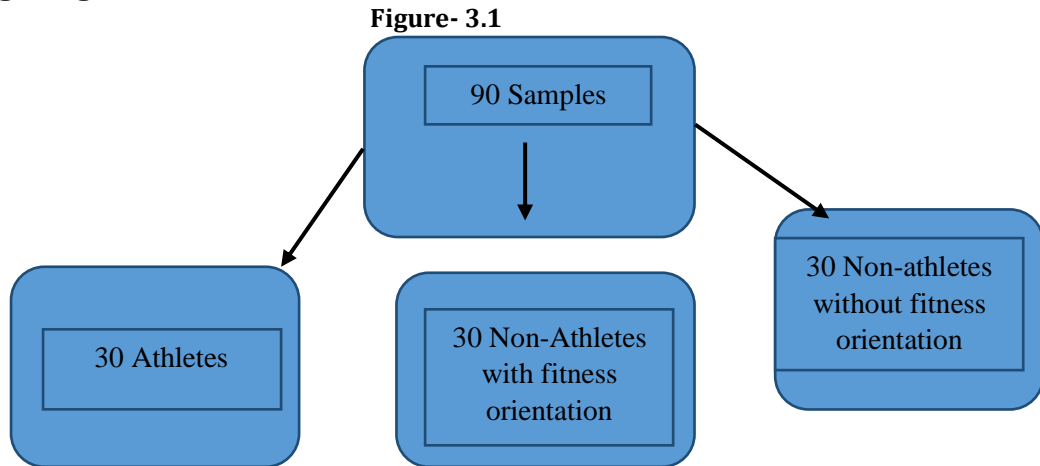 Figure- 3.1
90 Samples
30 Athletes
30 Non-Athletes
with fitness
orientation
30 Non-athletes
without fitness
orientation